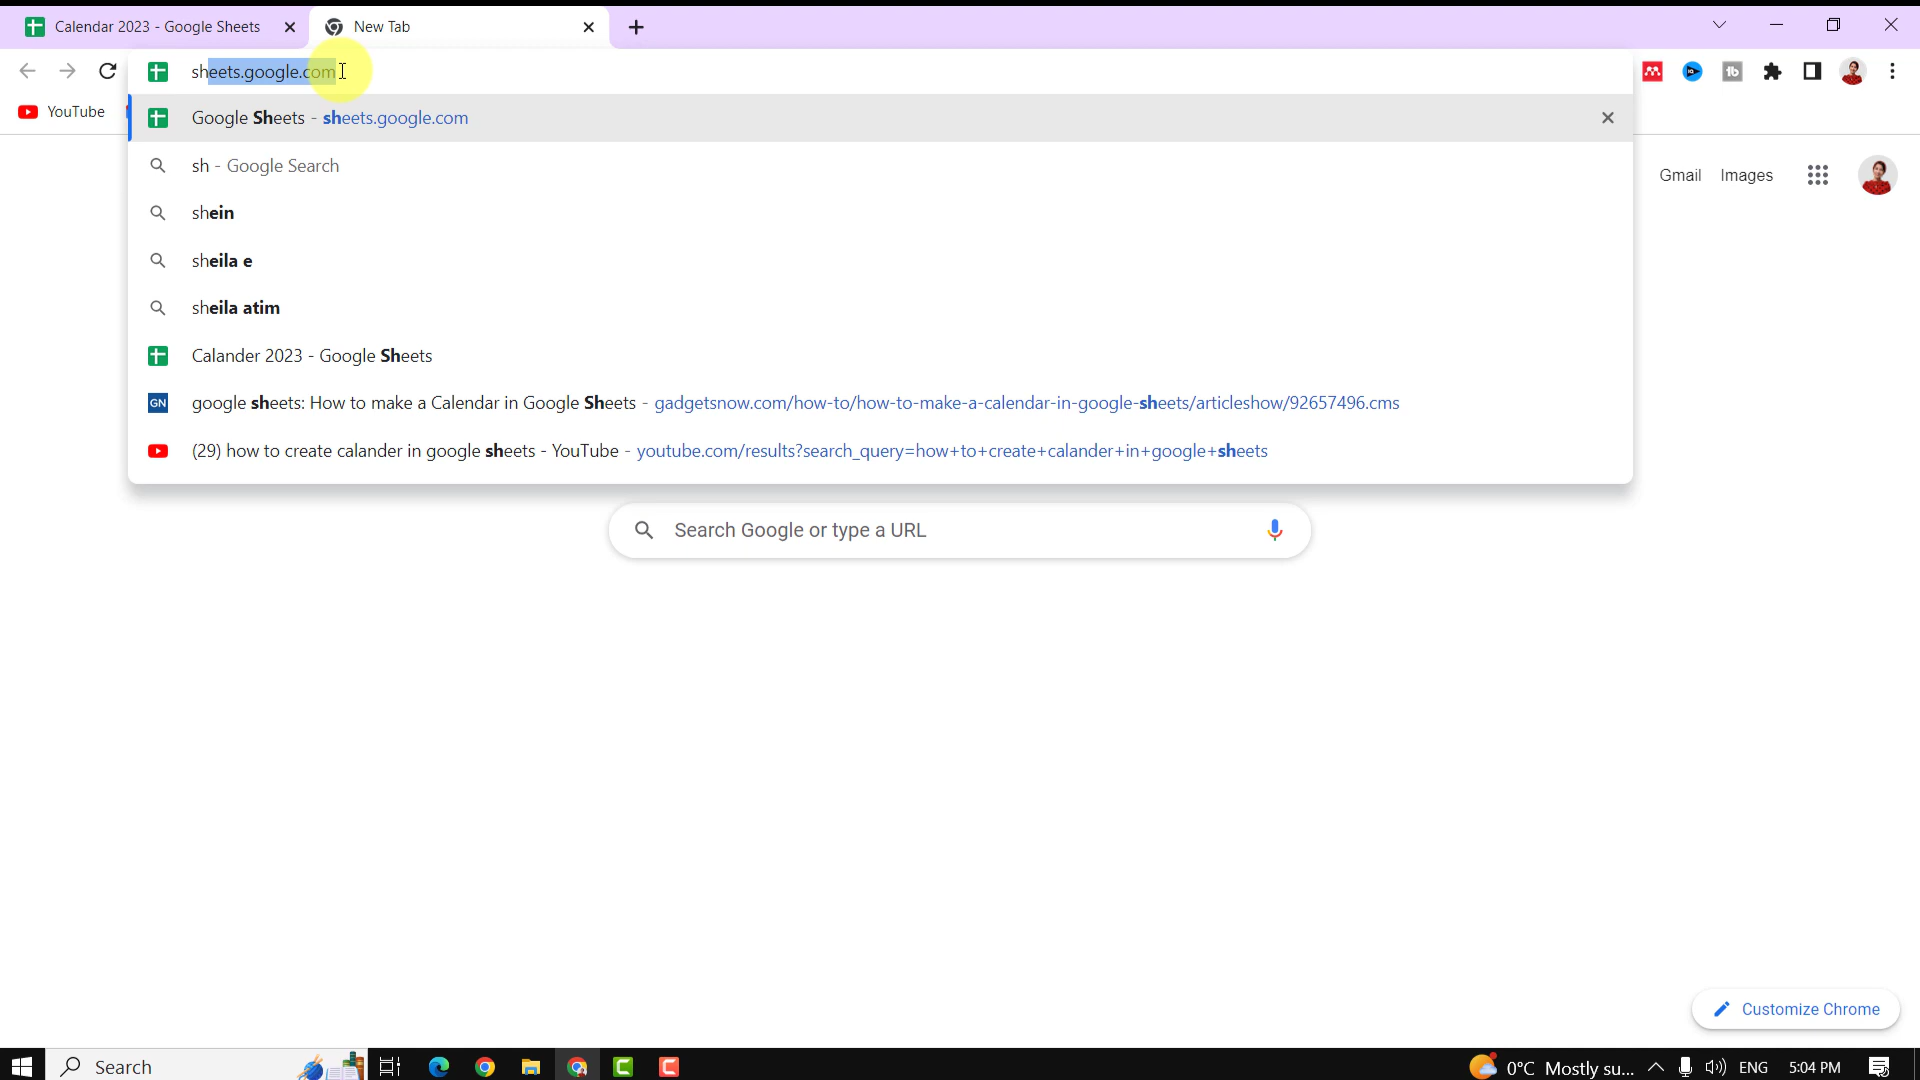 Calendar 2023 - Google Sheets
New Tab
sheets.google.com
YouTube
Google Sheets - sheets.google.com
sh - Google Search
shein
sheila e
sheila atim
Calander 2023 - Google Sheets
GN google sheets: How to make a Calendar in Google Sheets - gadgetsnow.com/how-to/how-to-make-a-calendar-in-google-sheets/articleshow/92657496.cms
(29) how to create calander in google sheets - YouTube - youtube.com/results?search_query=how+to+create+calander+in+google+sheets
Gmail Images
Search Google or type a URL
Customize Chrome
Search
0°C Mostly su... ENG 5:04 PM